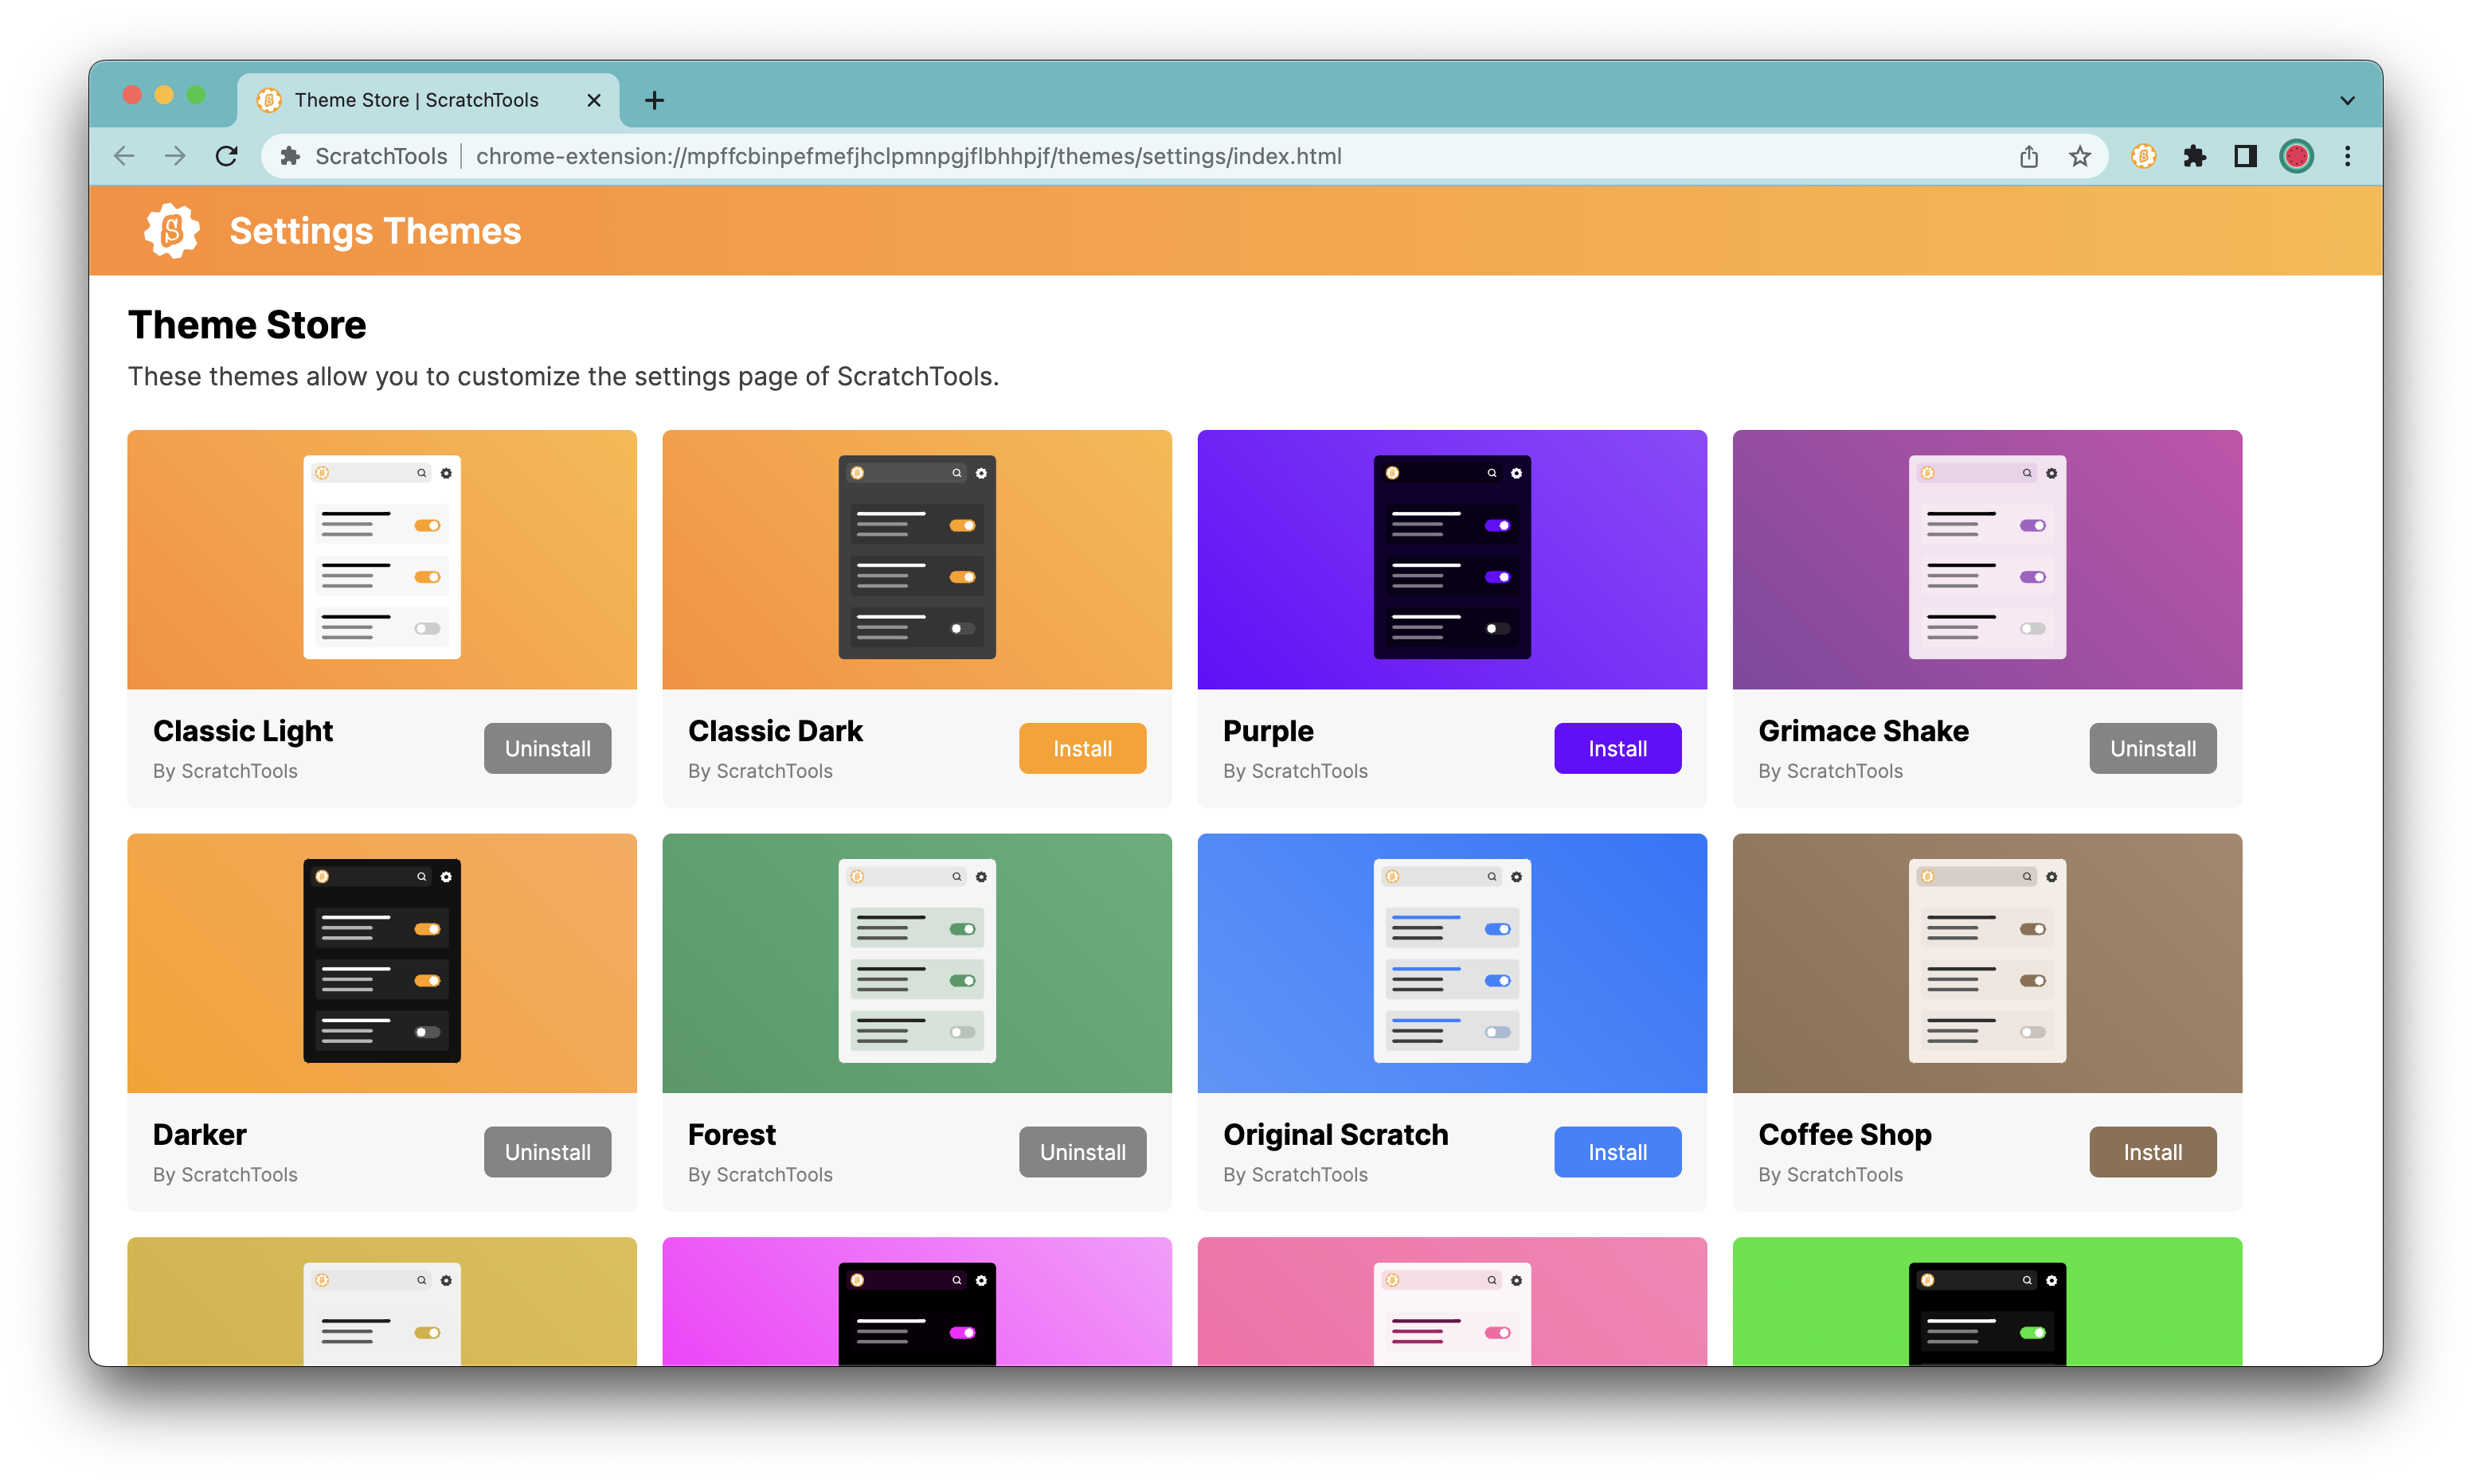 Theme Store | ScratchTools
ScratchTools
chrome-extension://mpffcbinpefmefjhclpmnpgjflbhhpjf/themes/settings/index.html
Settings Themes
Theme Store
These themes allow you to customize the settings page of ScratchTools.
Classic Light
By ScratchTools
Uninstall
Classic Dark
By ScratchTools
Install
Purple
By ScratchTools
Install
Grimace Shake
By ScratchTools
Uninstall
Darker
By ScratchTools
Uninstall
Forest
By ScratchTools
Uninstall
Original Scratch
By ScratchTools
Install
Coffee Shop
By ScratchTools
Install